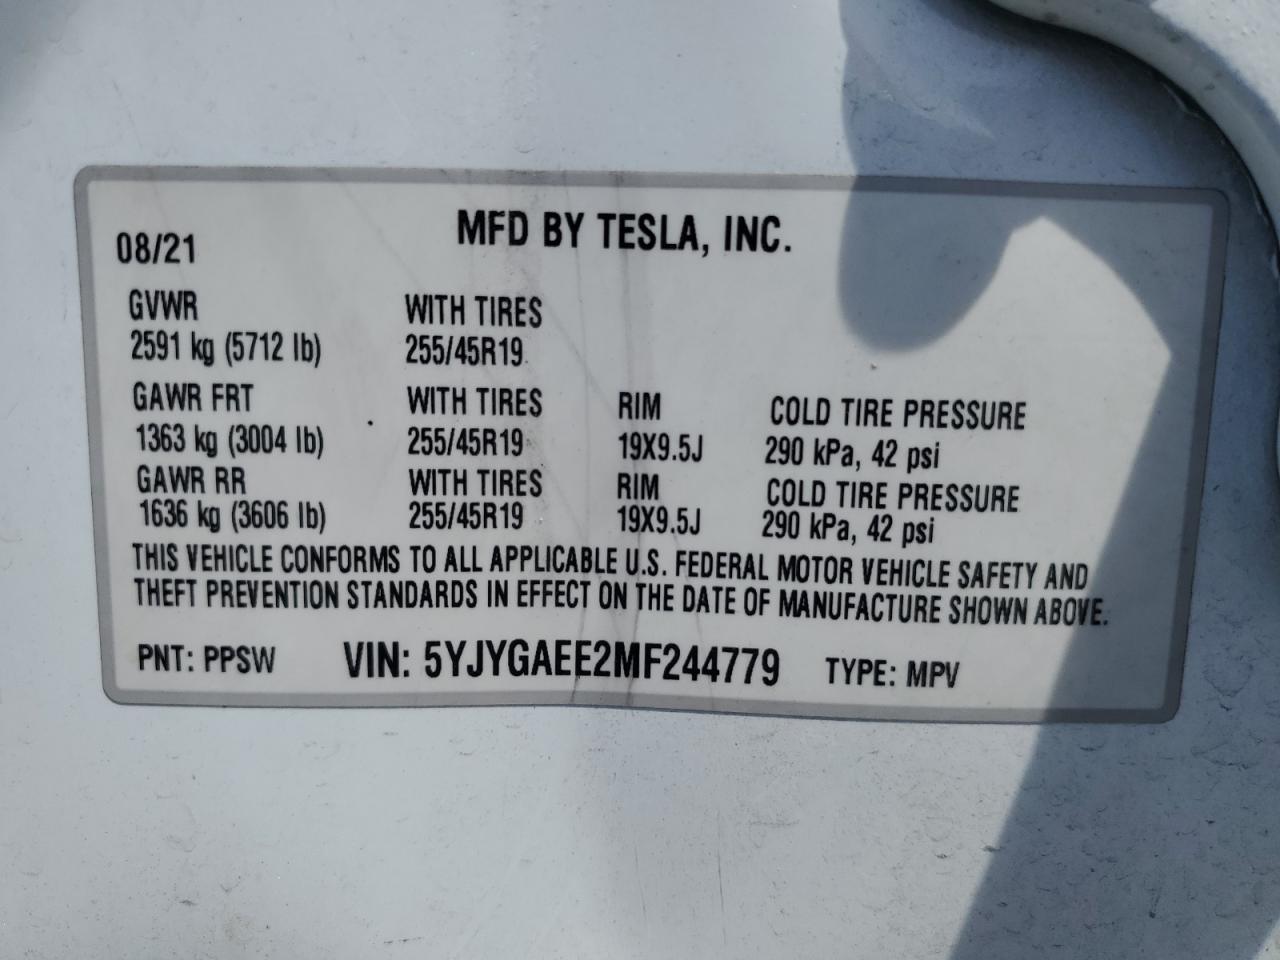 MFD BY TESLA, INC.
08/21
GVWR WITH TIRES
2591 kg (5712 lb) 255/45R19
GAWR FRT WITH TIRES RIM COLD TIRE PRESSURE
1363 kg (3004 lb) 255/45R19 19X9.5J 290 kPa, 42 psi
GAWR RR WITH TIRES RIM COLD TIRE PRESSURE
1636 kg (3606 lb) 255/45R19 19X9.5J 290 kPa, 42 psi
THIS VEHICLE CONFORMS TO ALL APPLICABLE U.S. FEDERAL MOTOR VEHICLE SAFETY AND
THEFT PREVENTION STANDARDS IN EFFECT ON THE DATE OF MANUFACTURE SHOWN ABOVE.
PNT: PPSW VIN: 5YJYGAEE2MF244779 TYPE: MPV